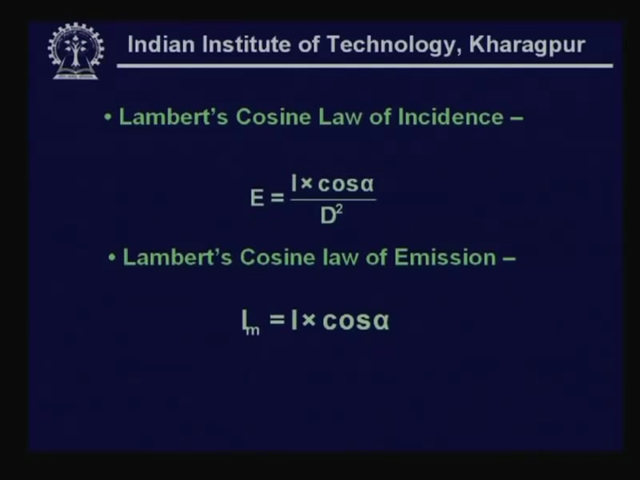 Indian Institute of Technology, Kharagpur
• Lambert's Cosine Law of Incidence –
E = I × cosα / D²
• Lambert's Cosine law of Emission –
Iₘ = I × cosα